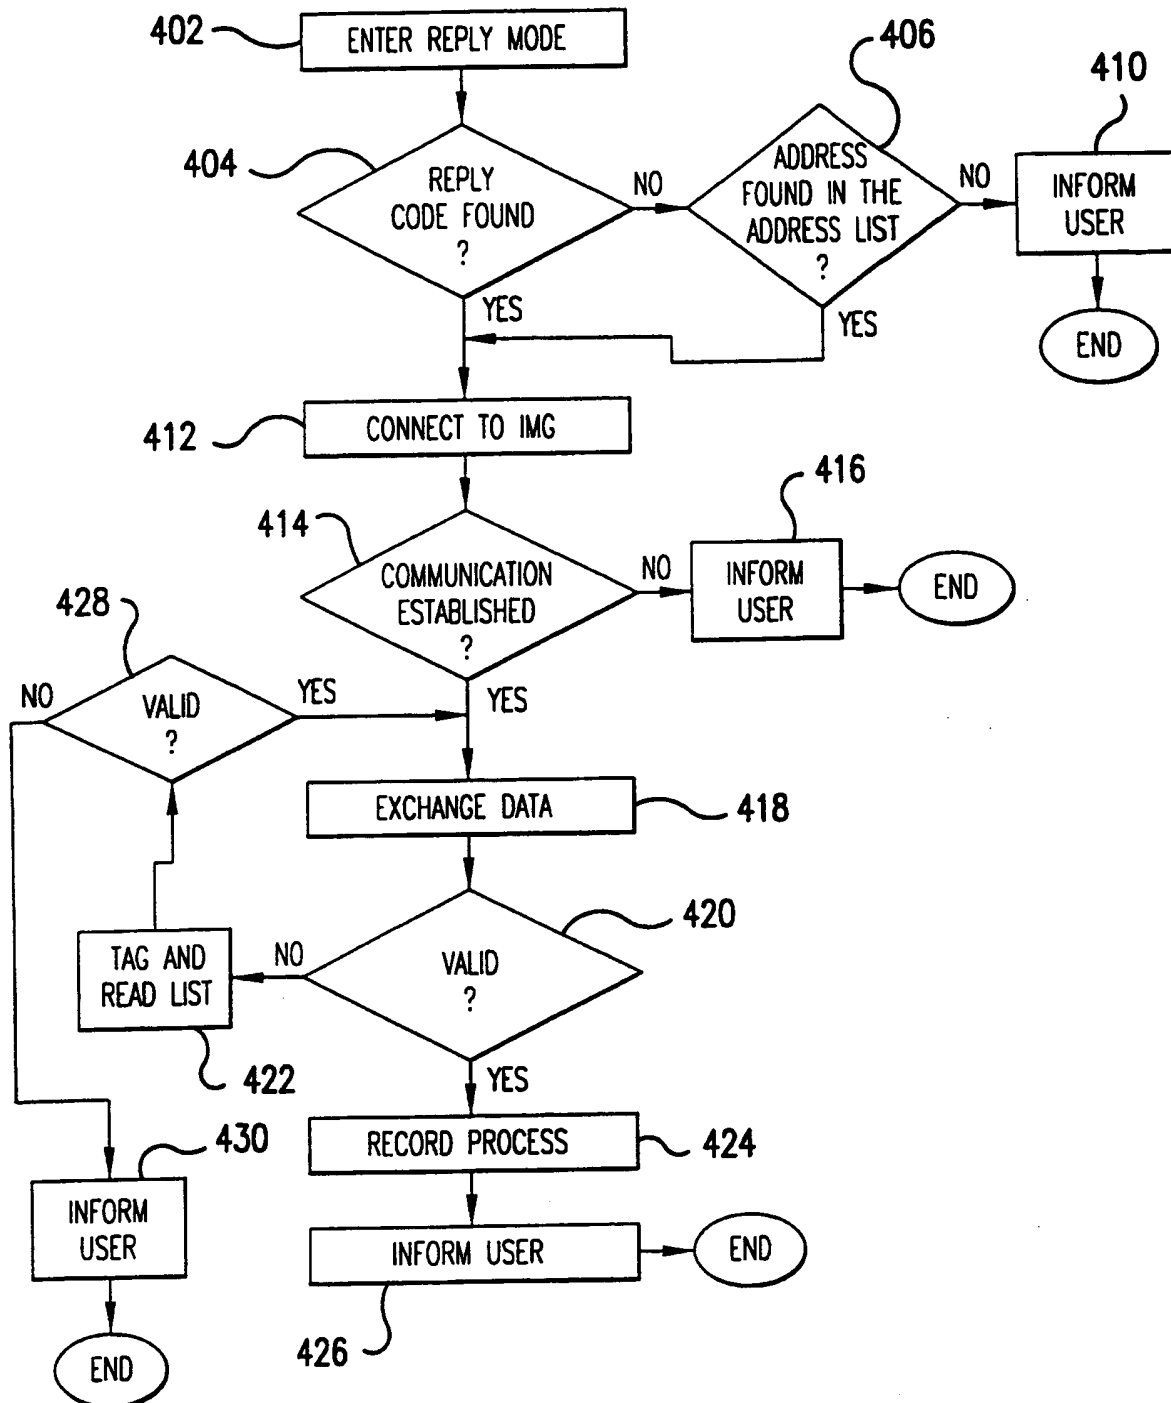 402
ENTER REPLY MODE
406
410
404
REPLY
CODE FOUND
?
NO
ADDRESS
FOUND IN THE
ADDRESS LIST
?
NO
INFORM
USER
YES
YES
END
412
CONNECT TO IMG
416
414
COMMUNICATION
ESTABLISHED
?
NO
INFORM
USER
END
428
NO
VALID
?
YES
YES
EXCHANGE DATA
418
420
TAG AND
READ LIST
NO
VALID
?
422
YES
RECORD PROCESS
424
430
INFORM
USER
INFORM USER
END
426
END